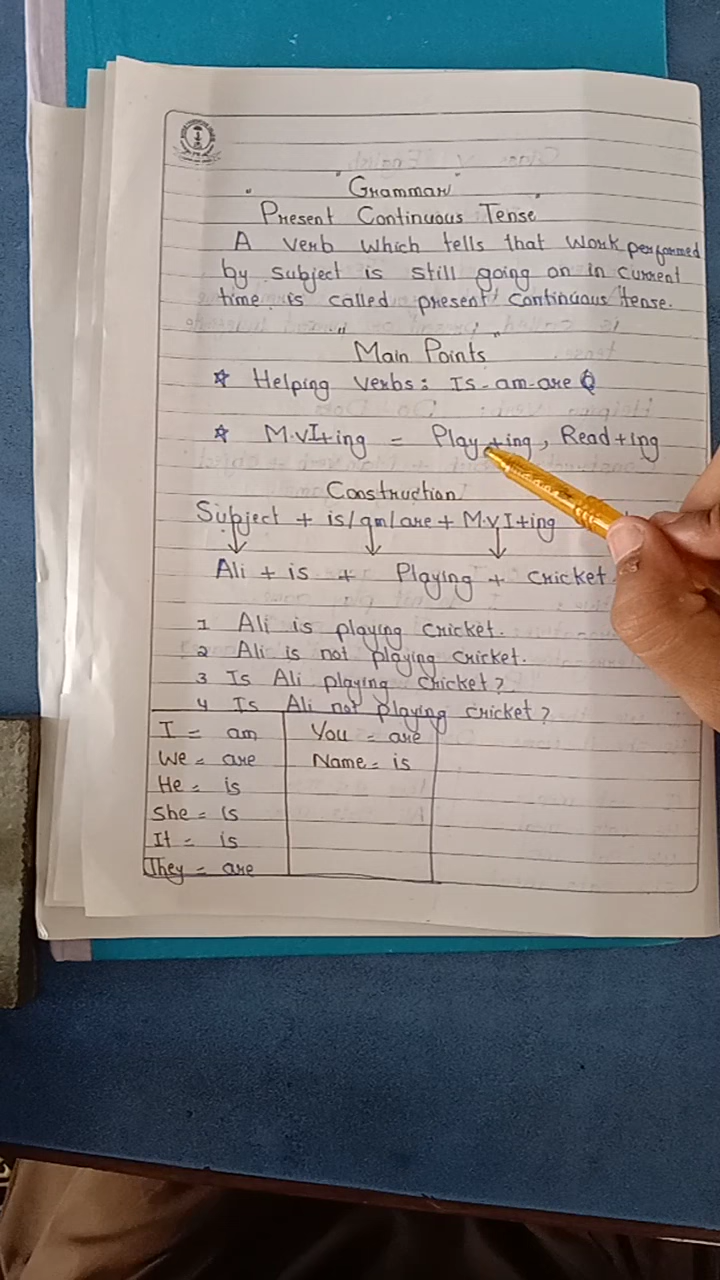 "Grammar"
"Present Continuous Tense"
A verb which tells that work performed
by subject is still going on in current
time is called present continuous tense.
"Main Points"
☆ Helping verbs: Is-am-are
☆ M.vI+ing = Play+ing, Read+ing
Construction
Subject + is/am/are + M.VI+ing
Ali + is + Playing + cricket
1 Ali is playing cricket.
2 Ali is not playing cricket.
3 Is Ali playing cricket?
4 Is Ali not playing cricket?
I = am You = are
We = are Name = is
He = is
She = is
It = is
They = are